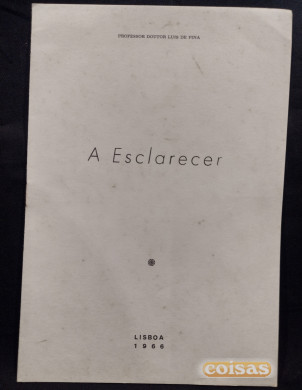 PROFESSOR DOUTOR LUIS DE PINA
A Esclarecer
LISBOA
1966
coisas